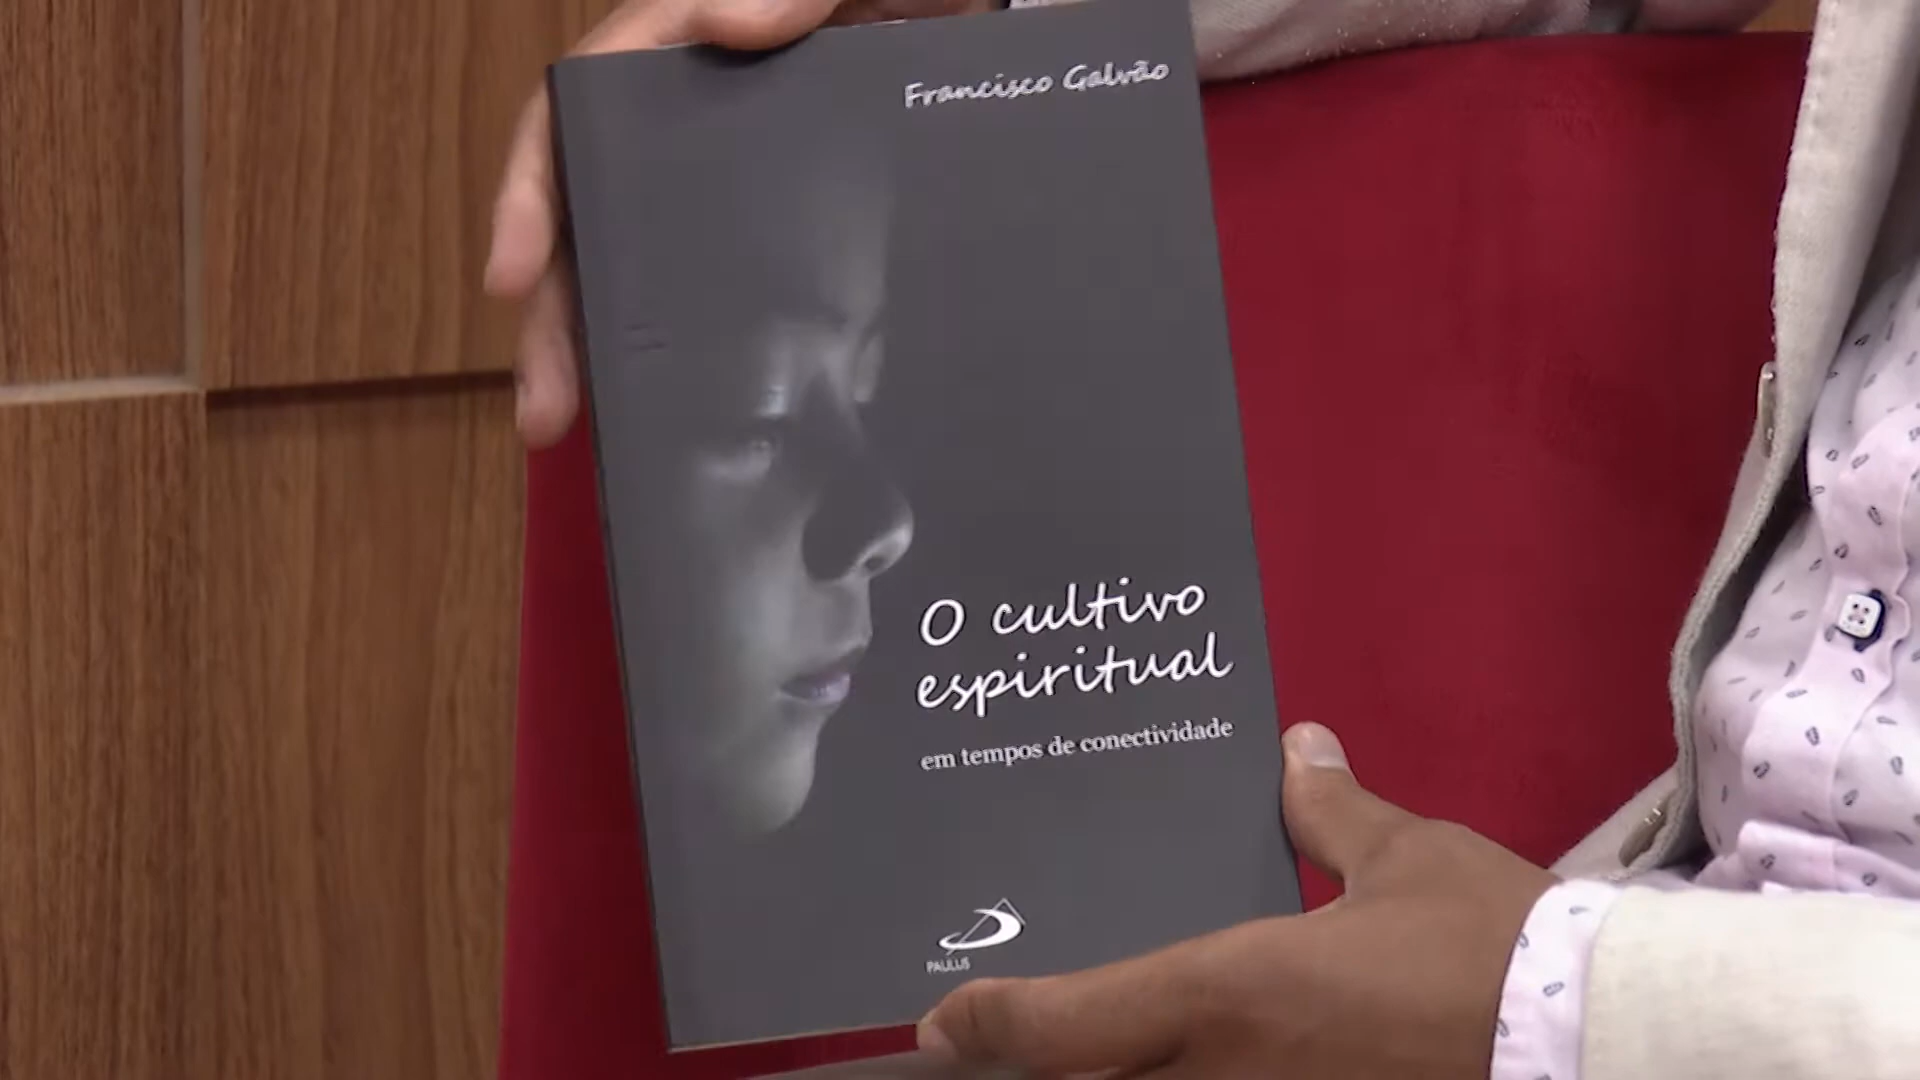 Francisco Galvão
O cultivo
espiritual
em tempos de conectividade
PAULUS